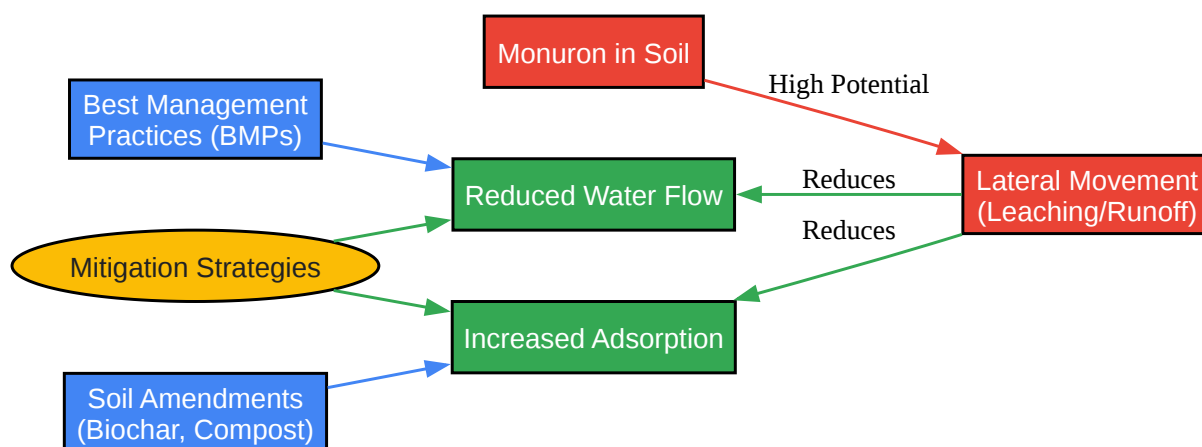 Monuron in Soil
High Potential
Best Management
Practices (BMPs)
Reduced Water Flow
Reduces
Lateral Movement
(Leaching/Runoff)
Reduces
Mitigation Strategies
Increased Adsorption
Soil Amendments
(Biochar, Compost)